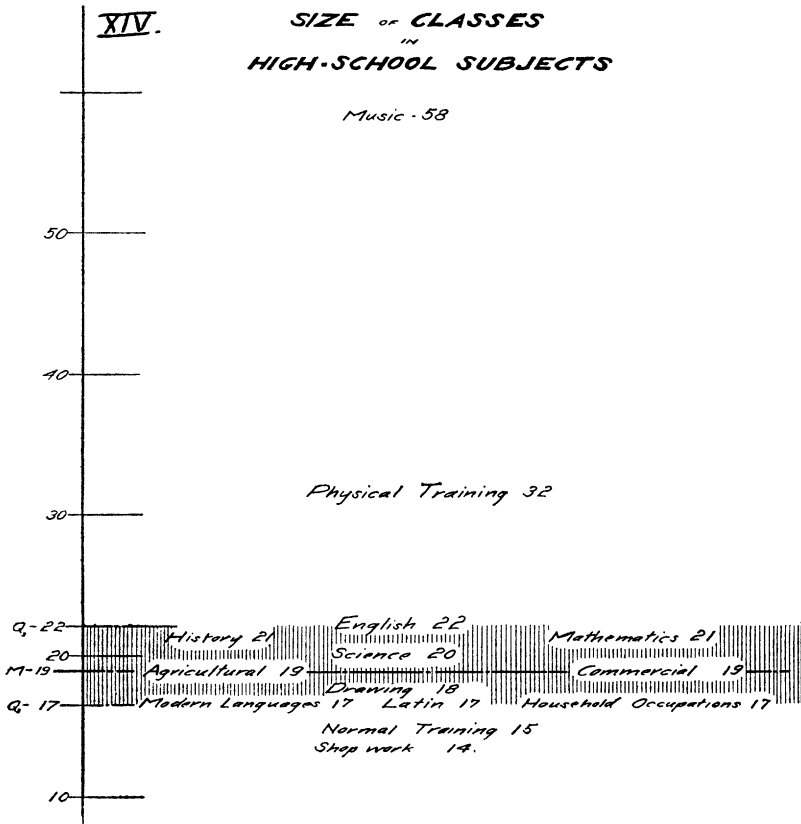 XIV.
SIZE OF CLASSES
IN
HIGH-SCHOOL SUBJECTS
Music - 58
50
40
Physical Training 32
30
Q₃-22
English 22
History 21
Mathematics 21
20
Science 20
M-19
Agricultural 19
Commercial 19
Drawing 18
Q₁-17
Modern Languages 17 Latin 17 Household Occupations 17
Normal Training 15
Shop work 14.
10